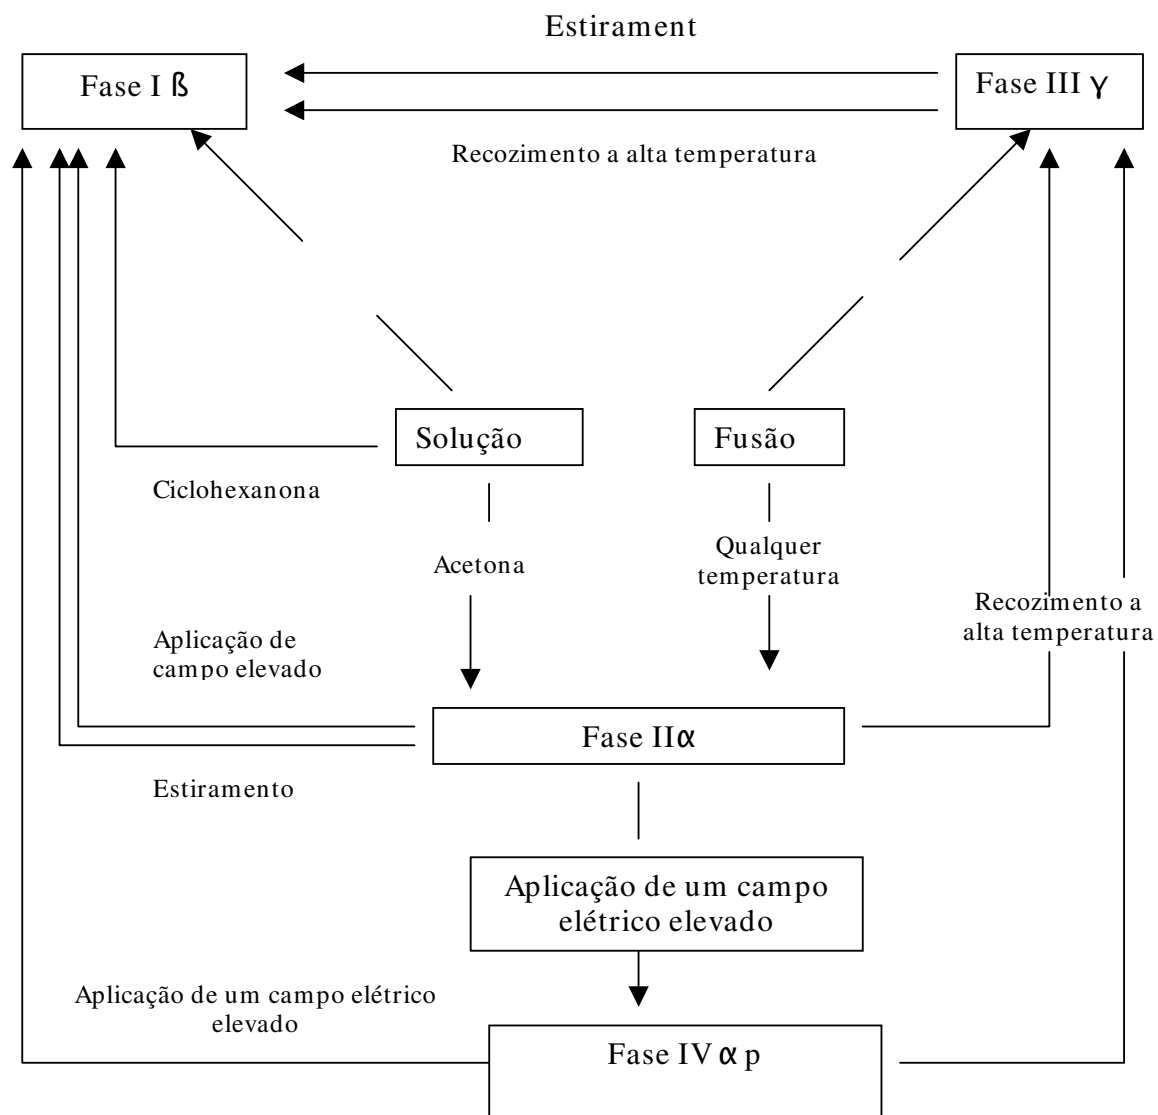 Estirament
Fase I ß
Fase III γ
Recozimento a alta temperatura
Solução
Fusão
Ciclohexanona
Acetona
Qualquer
temperatura
Recozimento a
alta temperatura
Aplicação de
campo elevado
Fase IIα
Estiramento
Aplicação de um campo
elétrico elevado
Aplicação de um campo elétrico
elevado
Fase IV α p